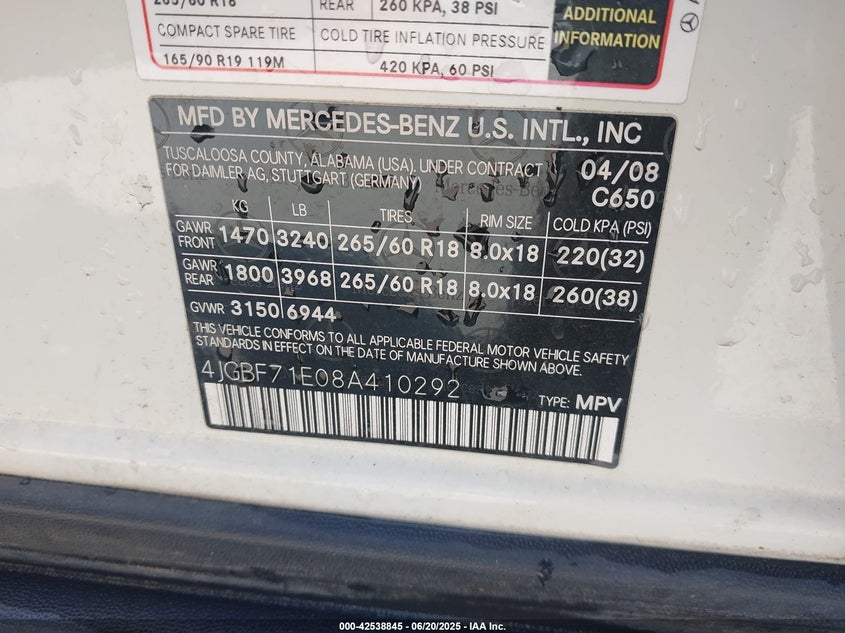 265/60 R18 REAR 260 KPA, 38 PSI
COMPACT SPARE TIRE COLD TIRE INFLATION PRESSURE
165/90 R19 119M 420 KPA, 60 PSI
ADDITIONAL
INFORMATION
MFD BY MERCEDES-BENZ U.S. INTL., INC
TUSCALOOSA COUNTY, ALABAMA (USA). UNDER CONTRACT 04/08
FOR DAIMLER AG, STUTTGART (GERMANY) C650
KG LB TIRES RIM SIZE COLD KPA (PSI)
GAWR FRONT 1470 3240 265/60 R18 8.0x18 220(32)
GAWR REAR 1800 3968 265/60 R18 8.0x18 260(38)
GVWR 3150 6944
THIS VEHICLE CONFORMS TO ALL APPLICABLE FEDERAL MOTOR VEHICLE SAFETY
STANDARDS IN EFFECT ON THE DATE OF MANUFACTURE SHOWN ABOVE.
4JGBF71E08A410292 TYPE: MPV
000-42538845 - 06/20/2025 - IAA Inc.